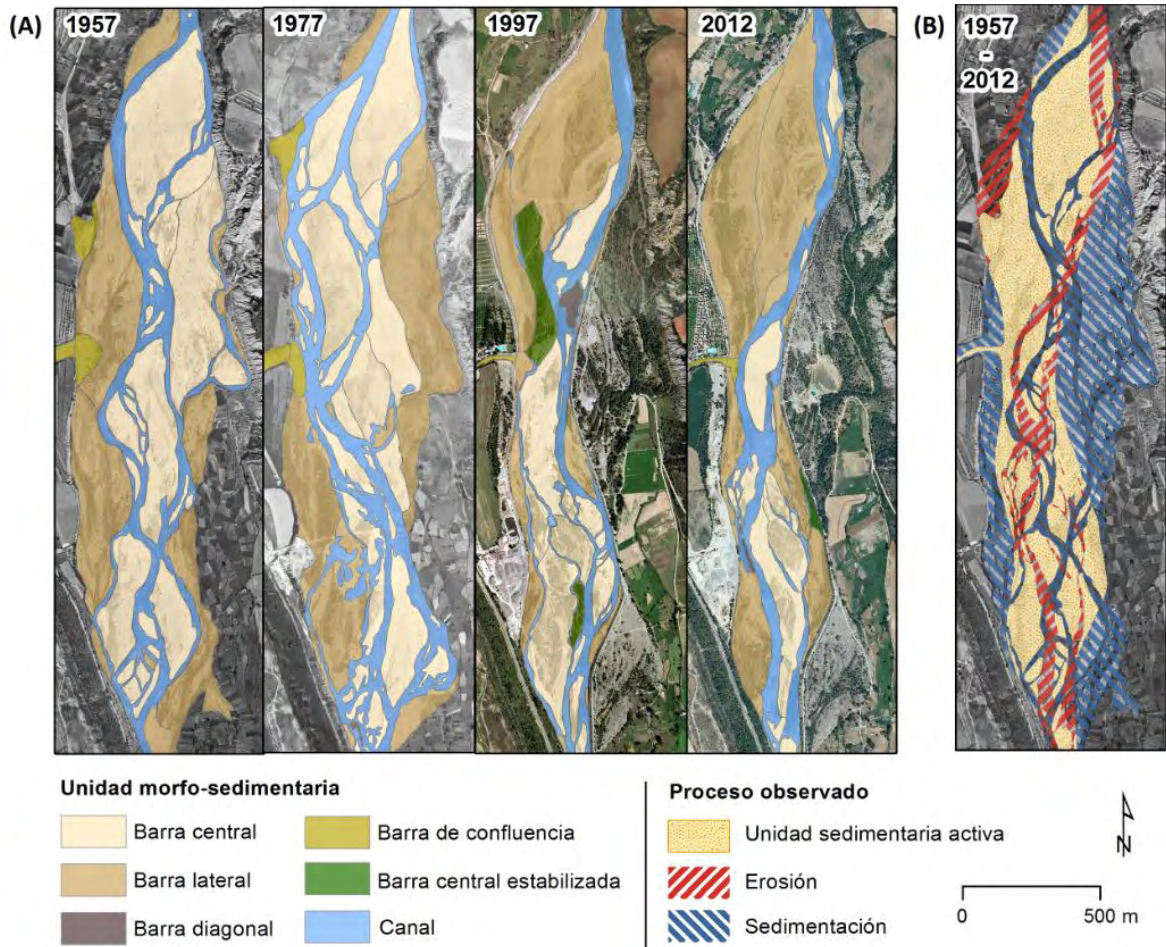 (A)
1957
1977
1997
2012
(B)
1957
-
2012
Unidad morfo-sedimentaria
Barra central
Barra lateral
Barra diagonal
Barra de confluencia
Barra central estabilizada
Canal
Proceso observado
Unidad sedimentaria activa
Erosión
Sedimentación
N
0 500 m